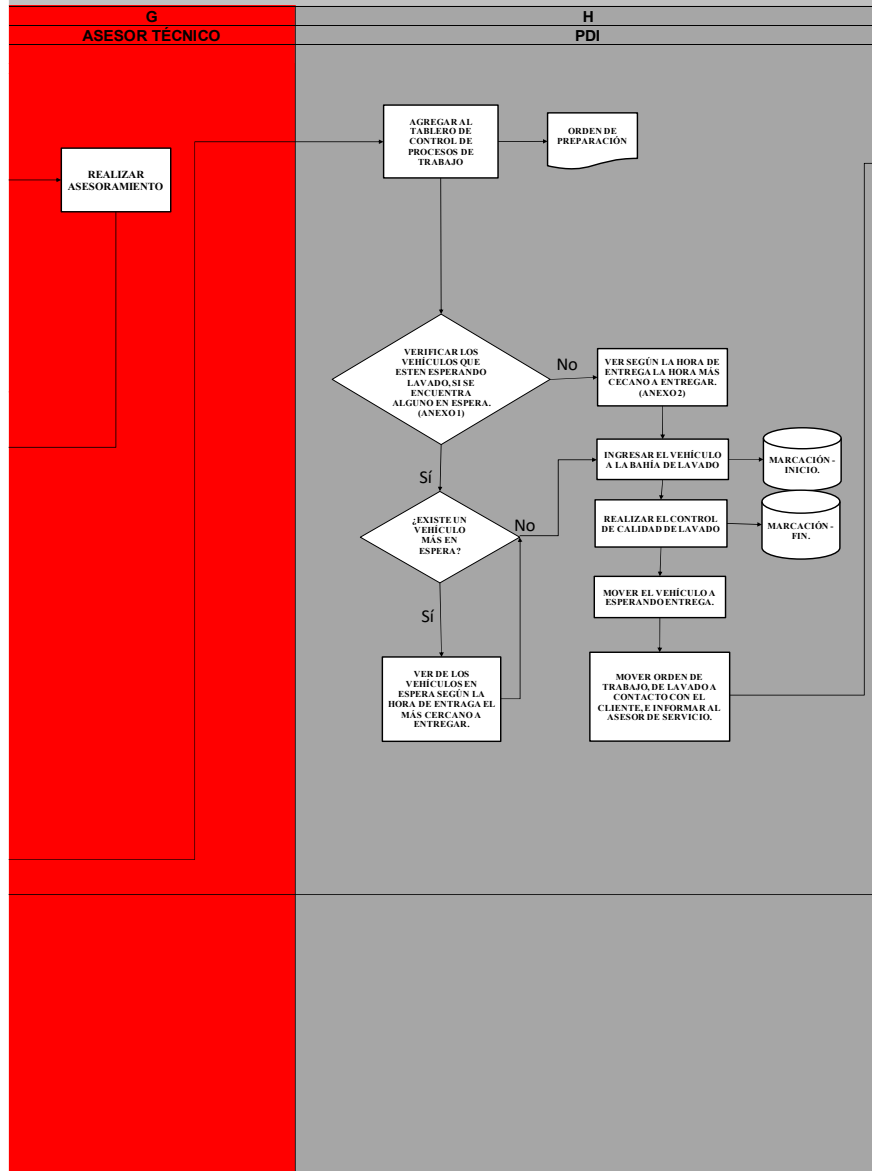 G
ASESOR TÉCNICO
H
PDI
REALIZAR
ASESORAMIENTO
AGREGAR AL
TABLERO DE
CONTROL DE
PROCESOS DE
TRABAJO
ORDEN DE
PREPARACIÓN
VERIFICAR LOS
VEHÍCULOS QUE
ESTEN ESPERANDO
LAVADO, SI SE
ENCUENTRA
ALGUNO EN ESPERA.
(ANEXO 1)
No
VER SEGÚN LA HORA DE
ENTREGA LA HORA MÁS
CECANO A ENTREGAR.
(ANEXO 2)
INGRESAR EL VEHÍCULO
A LA BAHÍA DE LAVADO
MARCACIÓN -
INICIO.
Sí
¿EXISTE UN
VEHÍCULO
MÁS EN
ESPERA?
No
REALIZAR EL CONTROL
DE CALIDAD DE LAVADO
MARCACIÓN -
FIN.
MOVER EL VEHÍCULO A
ESPERANDO ENTREGA.
Sí
VER DE LOS
VEHÍCULOS EN
ESPERA SEGÚN LA
HORA DE ENTRAGA EL
MÁS CERCANO A
ENTREGAR.
MOVER ORDEN DE
TRABAJO, DE LAVADO A
CONTACTO CON EL
CLIENTE, E INFORMAR AL
ASESOR DE SERVICIO.